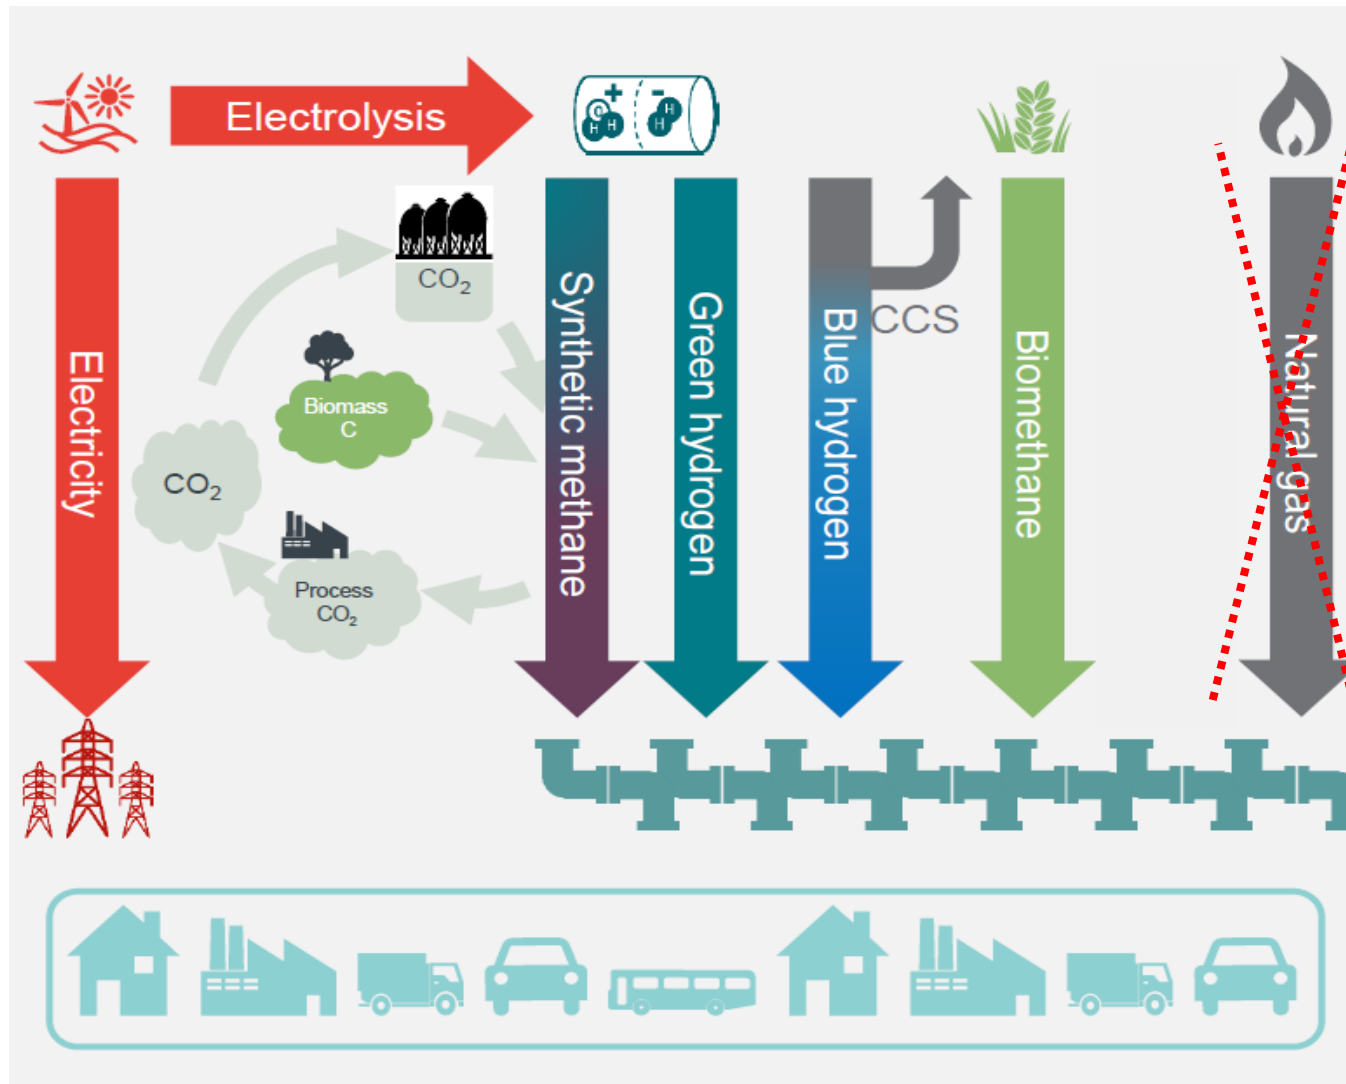 Electrolysis
+ -
O
H H
H
H
CO₂
Electricity
Biomass
C
CO₂
Process
CO₂
Synthetic methane
Green hydrogen
Blue hydrogen
CCS
Biomethane
Natural gas